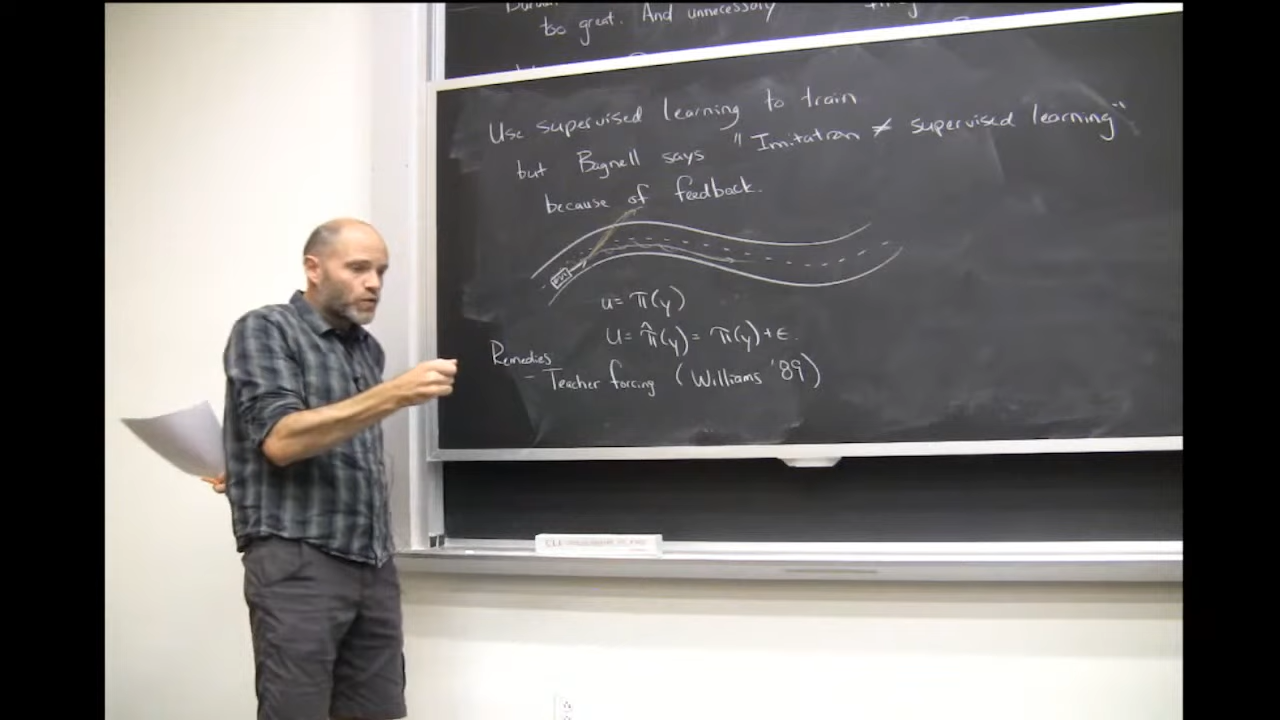 too great. And unnecessary
Use supervised learning to train
but Bagnell says "Imitation ≠ supervised learning"
because of feedback.
u = π(y)
u = π̂(y) = π(y) + ε.
Remedies
- Teacher forcing (Williams '89)